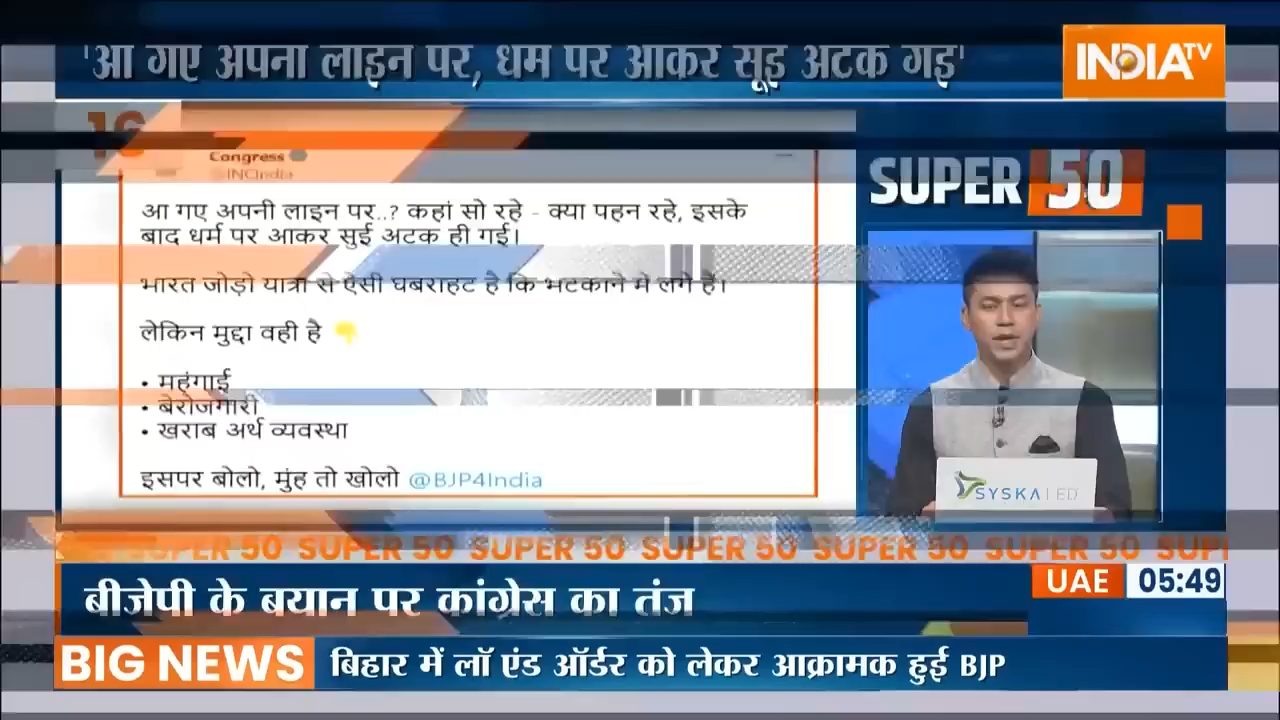 'आ गए अपनी लाइन पर, धर्म पर आकर सूई अटक गई'
INDIA TV
16
Congress
@INCIndia
SUPER 50
आ गए अपनी लाइन पर..? कहां सो रहे - क्या पहन रहे, इसके
बाद धर्म पर आकर सुई अटक ही गई।
भारत जोड़ो यात्रा से ऐसी घबराहट है कि भटकाने में लगे हैं।
लेकिन मुद्दा वही है 👇
• महंगाई
• बेरोजगारी
• खराब अर्थ व्यवस्था
इसपर बोलो, मुंह तो खोलो @BJP4India
SYSKA LED
SUPER 50 SUPER 50 SUPER 50 SUPER 50 SUPER 50 SUPER 50 SUP
बीजेपी के बयान पर कांग्रेस का तंज
UAE 05:49
BIG NEWS बिहार में लॉ एंड ऑर्डर को लेकर आक्रामक हुई BJP